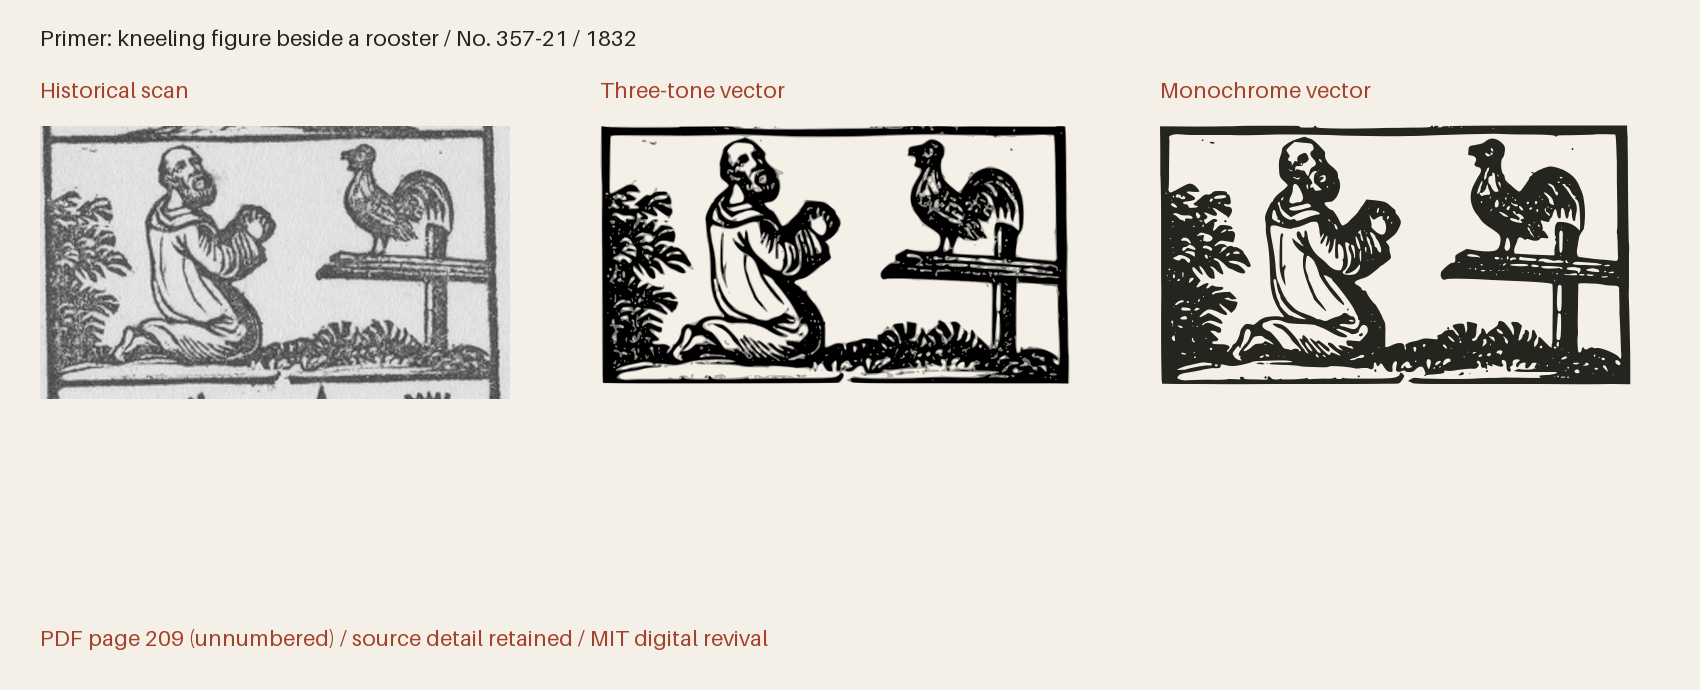 Primer: kneeling figure beside a rooster / No. 357-21 / 1832
Historical scan
Three-tone vector
Monochrome vector
PDF page 209 (unnumbered) / source detail retained / MIT digital revival